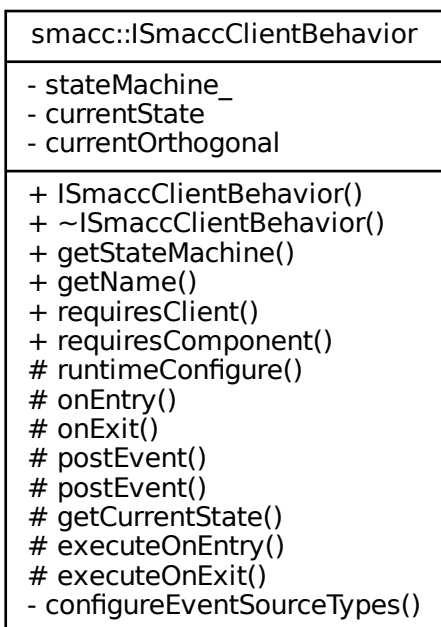 smacc::ISmaccClientBehavior
- stateMachine_
- currentState
- currentOrthogonal
+ ISmaccClientBehavior()
+ ~ISmaccClientBehavior()
+ getStateMachine()
+ getName()
+ requiresClient()
+ requiresComponent()
# runtimeConfigure()
# onEntry()
# onExit()
# postEvent()
# postEvent()
# getCurrentState()
# executeOnEntry()
# executeOnExit()
- configureEventSourceTypes()